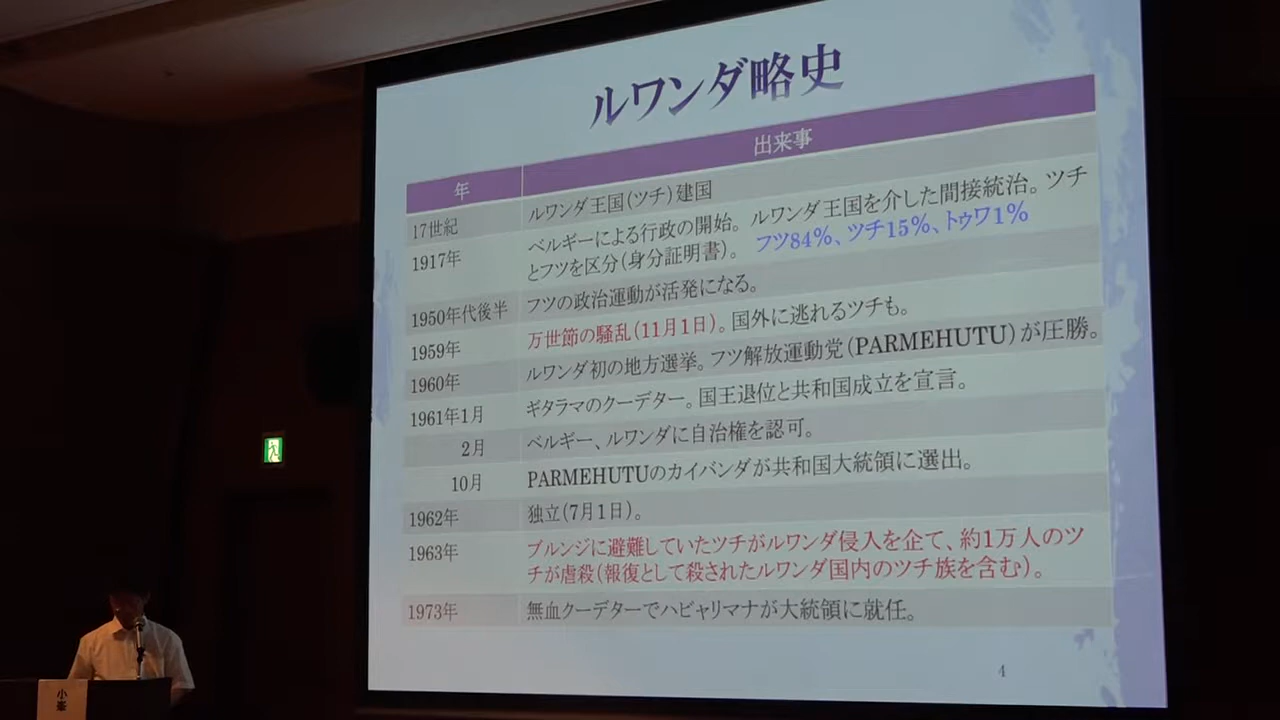 ルワンダ略史
年 出来事
17世紀 ルワンダ王国(ツチ)建国
1917年 ベルギーによる行政の開始。ルワンダ王国を介した間接統治。ツチ
とフツを区分(身分証明書)。 フツ84%、ツチ15%、トゥワ1%
1950年代後半 フツの政治運動が活発になる。
1959年 万世節の騒乱(11月1日)。国外に逃れるツチも。
1960年 ルワンダ初の地方選挙。フツ解放運動党(PARMEHUTU)が圧勝。
1961年1月 ギタラマのクーデター。国王退位と共和国成立を宣言。
2月 ベルギー、ルワンダに自治権を認可。
10月 PARMEHUTUのカイバンダが共和国大統領に選出。
1962年 独立(7月1日)。
1963年 ブルンジに避難していたツチがルワンダ侵入を企て、約1万人のツ
チが虐殺(報復として殺されたルワンダ国内のツチ族を含む)。
1973年 無血クーデターでハビャリマナが大統領に就任。
4
小峯